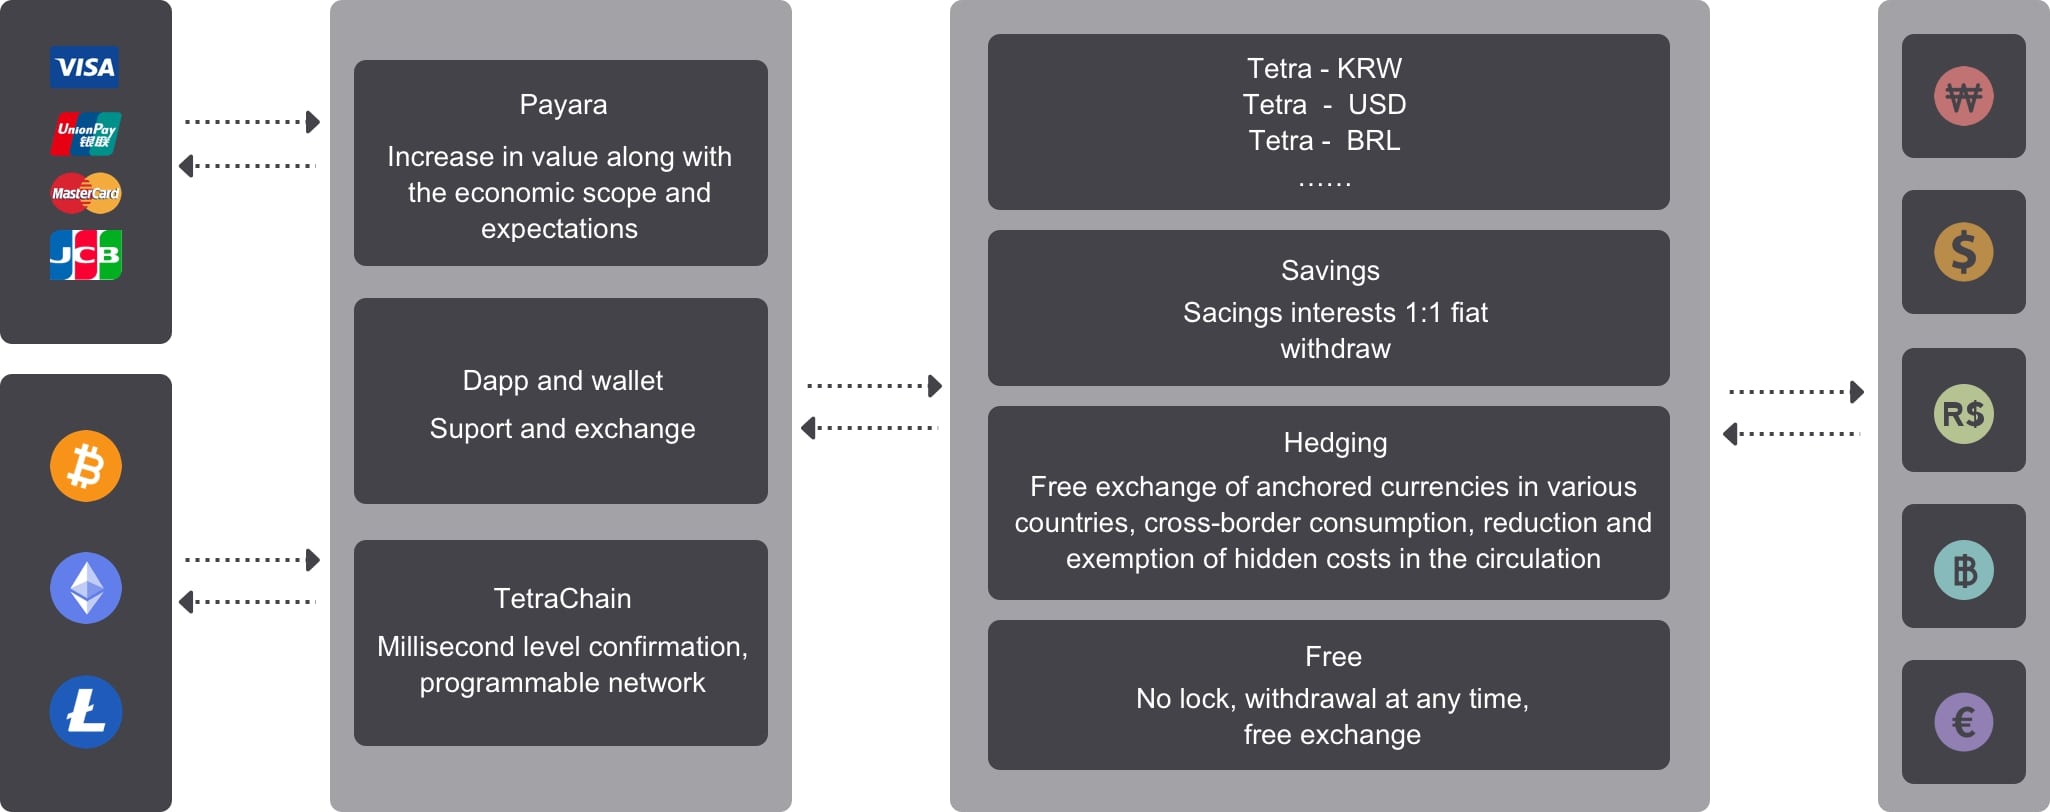 VISA
UnionPay
银联
MasterCard
JCB
Payara
Increase in value along with
the economic scope and
expectations
Dapp and wallet
Suport and exchange
TetraChain
Millisecond level confirmation,
programmable network
Tetra - KRW
Tetra - USD
Tetra - BRL
......
Savings
Sacings interests 1:1 fiat
withdraw
Hedging
Free exchange of anchored currencies in various
countries, cross-border consumption, reduction and
exemption of hidden costs in the circulation
Free
No lock, withdrawal at any time,
free exchange
₩
$
R$
฿
€